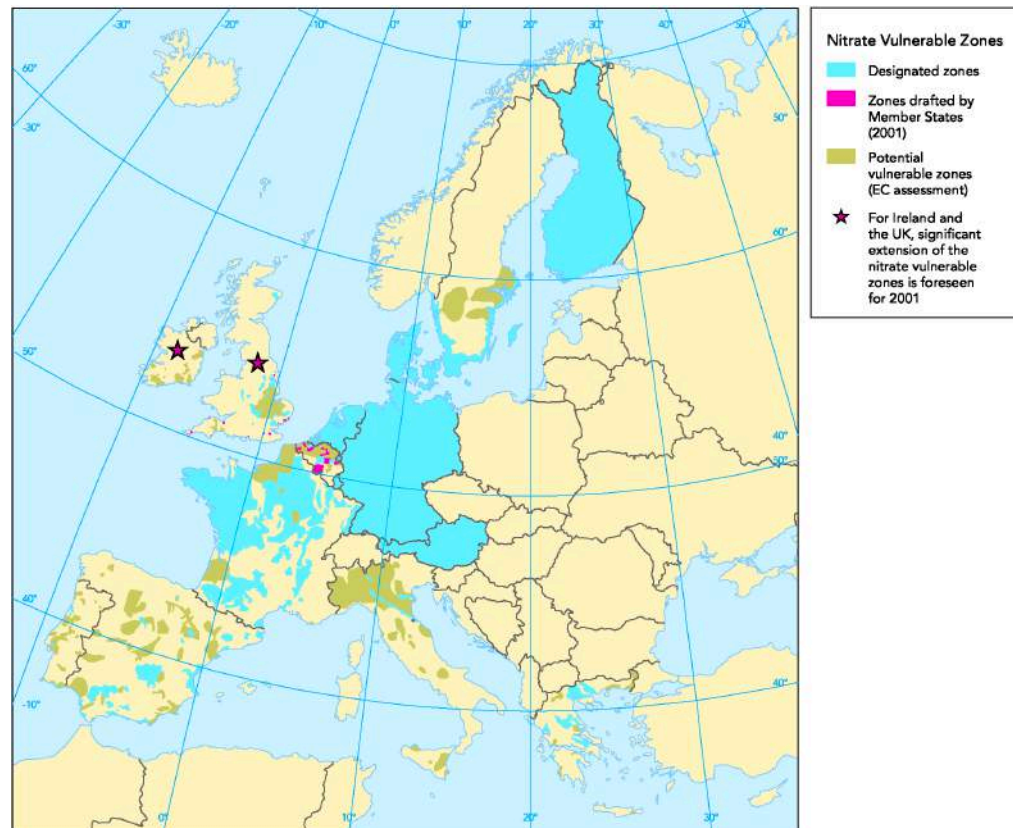 -30°
-20°
-10°
0°
10°
20°
30°
40°
60°
50°
-30°
60°
50°
40°
30°
40°
40°
-10°
0°
10°
20°
30°
Nitrate Vulnerable Zones
Designated zones
Zones drafted by
Member States
(2001)
Potential
vulnerable zones
(EC assessment)
For Ireland and
the UK, significant
extension of the
nitrate vulnerable
zones is foreseen
for 2001